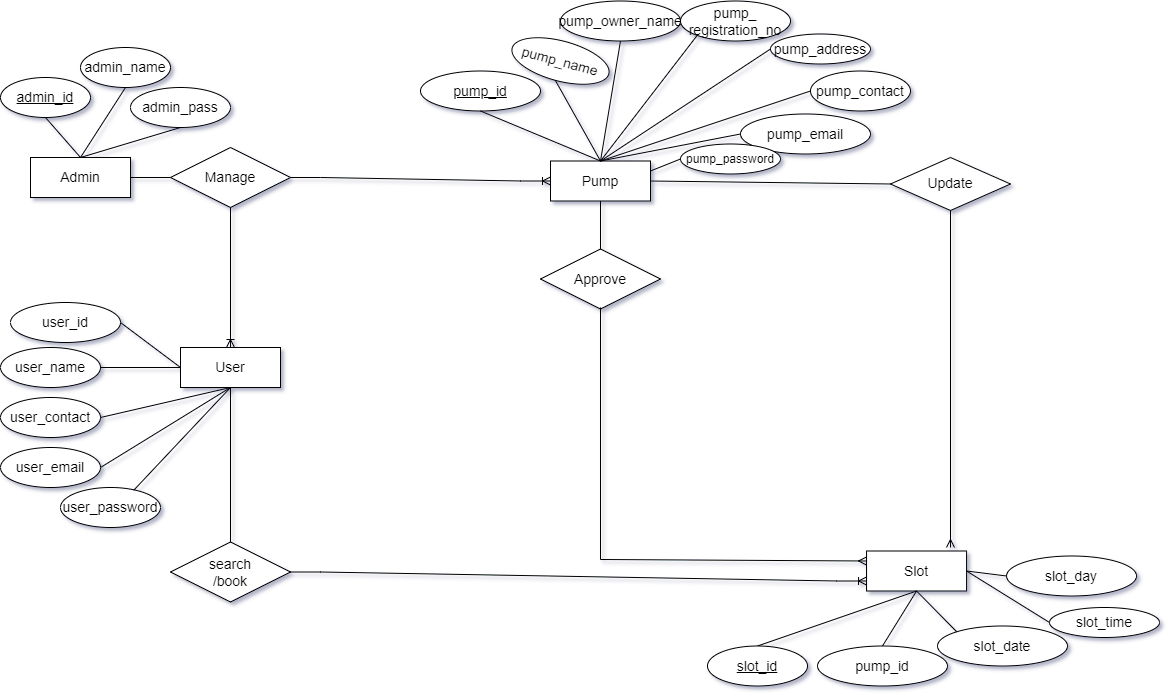 pump_owner_name
pump_
registration_no
pump_name
pump_address
admin_name
admin_id
pump_id
pump_contact
admin_pass
pump_email
pump_password
Admin
Manage
Pump
Update
Approve
user_id
user_name
User
user_contact
user_email
user_password
search
/book
Slot
slot_day
slot_time
slot_date
slot_id
pump_id